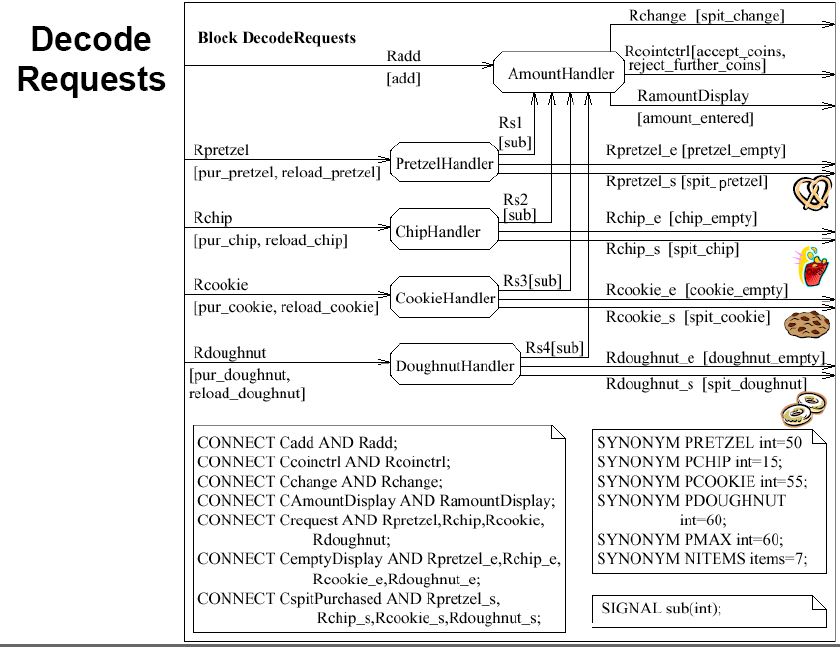 Decode
Requests
Block DecodeRequests
Radd
[add]
AmountHandler
Rchange [spit_change]
Rcointctrl[accept_coins,
reject_further_coins]
RamountDisplay
[amount_entered]
Rs1
[sub]
Rpretzel
[pur_pretzel, reload_pretzel]
PretzelHandler
Rpretzel_e [pretzel_empty]
Rpretzel_s [spit_pretzel]
Rs2
[sub]
Rchip
[pur_chip, reload_chip]
ChipHandler
Rchip_e [chip_empty]
Rchip_s [spit_chip]
Rs3[sub]
Rcookie
[pur_cookie, reload_cookie]
CookieHandler
Rcookie_e [cookie_empty]
Rcookie_s [spit_cookie]
Rs4[sub]
Rdoughnut
[pur_doughnut,
reload_doughnut]
DoughnutHandler
Rdoughnut_e [doughnut_empty]
Rdoughnut_s [spit_doughnut]
CONNECT Cadd AND Radd;
CONNECT Ccoinctrl AND Rcoinctrl;
CONNECT Cchange AND Rchange;
CONNECT CAmountDisplay AND RamountDisplay;
CONNECT Crequest AND Rpretzel,Rchip,Rcookie,
Rdoughnut;
CONNECT CemptyDisplay AND Rpretzel_e,Rchip_e,
Rcookie_e,Rdoughnut_e;
CONNECT CspitPurchased AND Rpretzel_s,
Rchip_s,Rcookie_s,Rdoughnut_s;
SYNONYM PRETZEL int=50
SYNONYM PCHIP int=15;
SYNONYM PCOOKIE int=55;
SYNONYM PDOUGHNUT
int=60;
SYNONYM PMAX int=60;
SYNONYM NITEMS items=7;
SIGNAL sub(int);